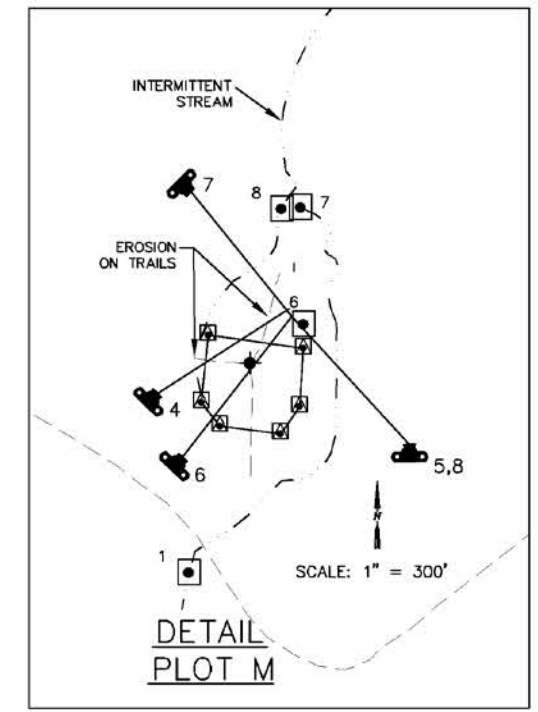 INTERMITTENT
STREAM
7
8
7
EROSION
ON TRAILS
6
4
6
5,8
N
1
SCALE: 1" = 300'
DETAIL
PLOT M